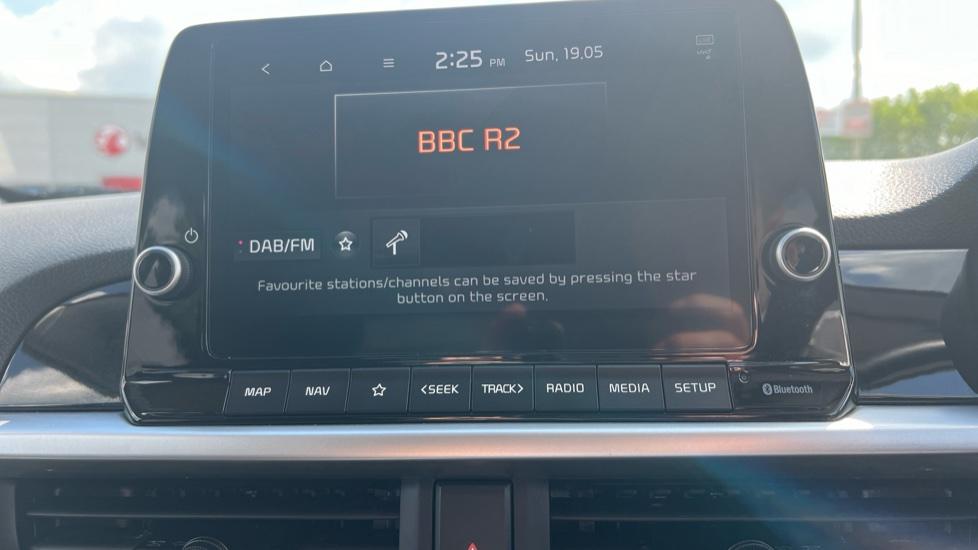 2:25 PM Sun, 19.05
BBC R2
DAB/FM
Favourite stations/channels can be saved by pressing the star
button on the screen.
MAP NAV <SEEK TRACK> RADIO MEDIA SETUP
Bluetooth